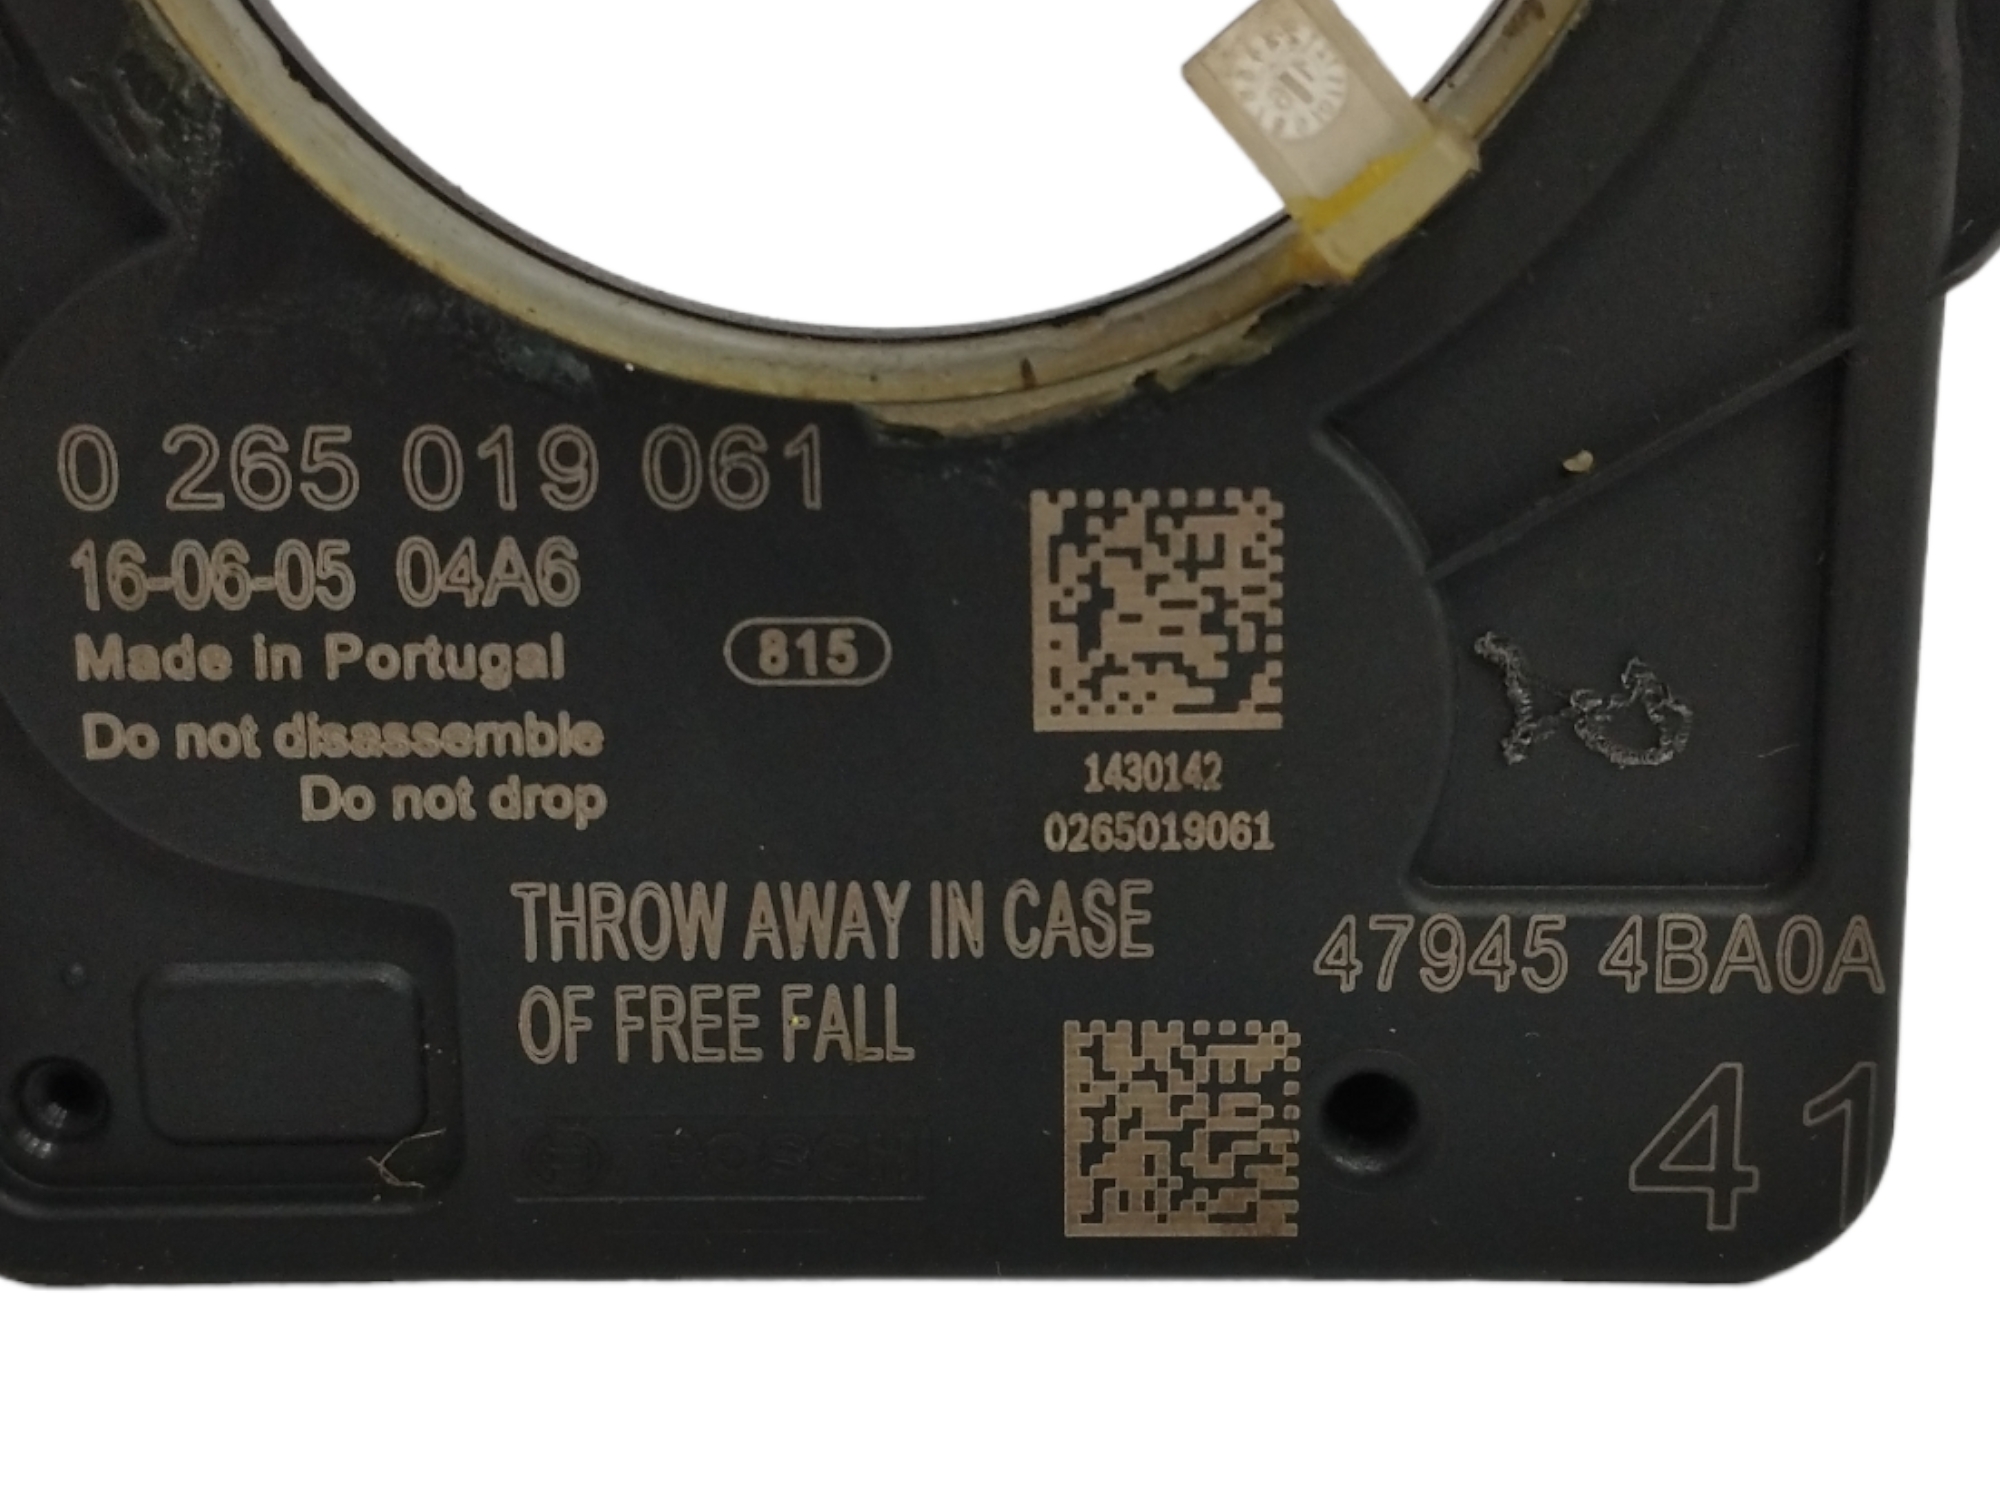 0 265 019 061
16-06-05 04A6
Made in Portugal
815
Do not disassemble
Do not drop
1430142
0265019061
THROW AWAY IN CASE
OF FREE FALL
47945 4BA0A
BOSCH
41